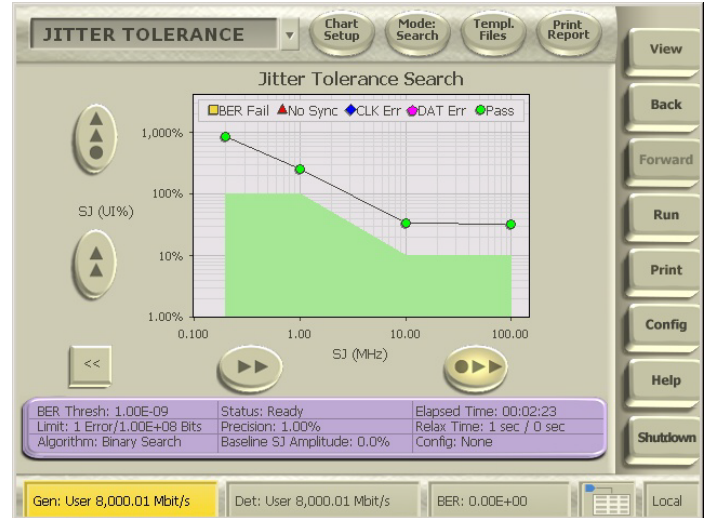 JITTER TOLERANCE
Chart Setup
Mode: Search
Templ. Files
Print Report
View
Back
Forward
Run
Print
Config
Help
Shutdown
Jitter Tolerance Search
BER Fail No Sync CLK Err DAT Err Pass
1,000%
100%
10%
1.00%
SJ (UI%)
0.100 1.00 10.00 100.00
SJ (MHz)
<<
BER Thresh: 1.00E-09
Limit: 1 Error/1.00E+08 Bits
Algorithm: Binary Search
Status: Ready
Precision: 1.00%
Baseline SJ Amplitude: 0.0%
Elapsed Time: 00:02:23
Relax Time: 1 sec / 0 sec
Config: None
Gen: User 8,000.01 Mbit/s
Det: User 8,000.01 Mbit/s
BER: 0.00E+00
Local